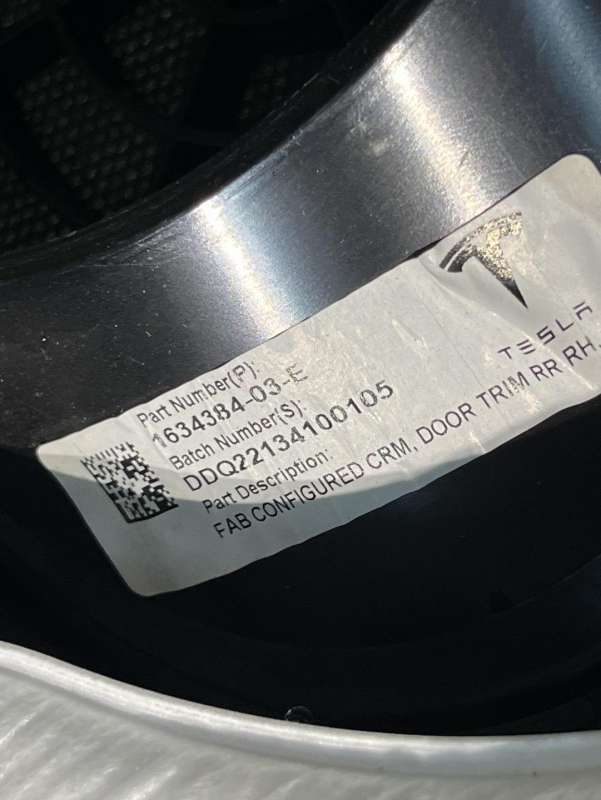 TESLA
Part Number(P):
1634384-03-E
Batch Number(S):
DDQ22134100105
Part Description:
FAB CONFIGURED CRM, DOOR TRIM RR RH,